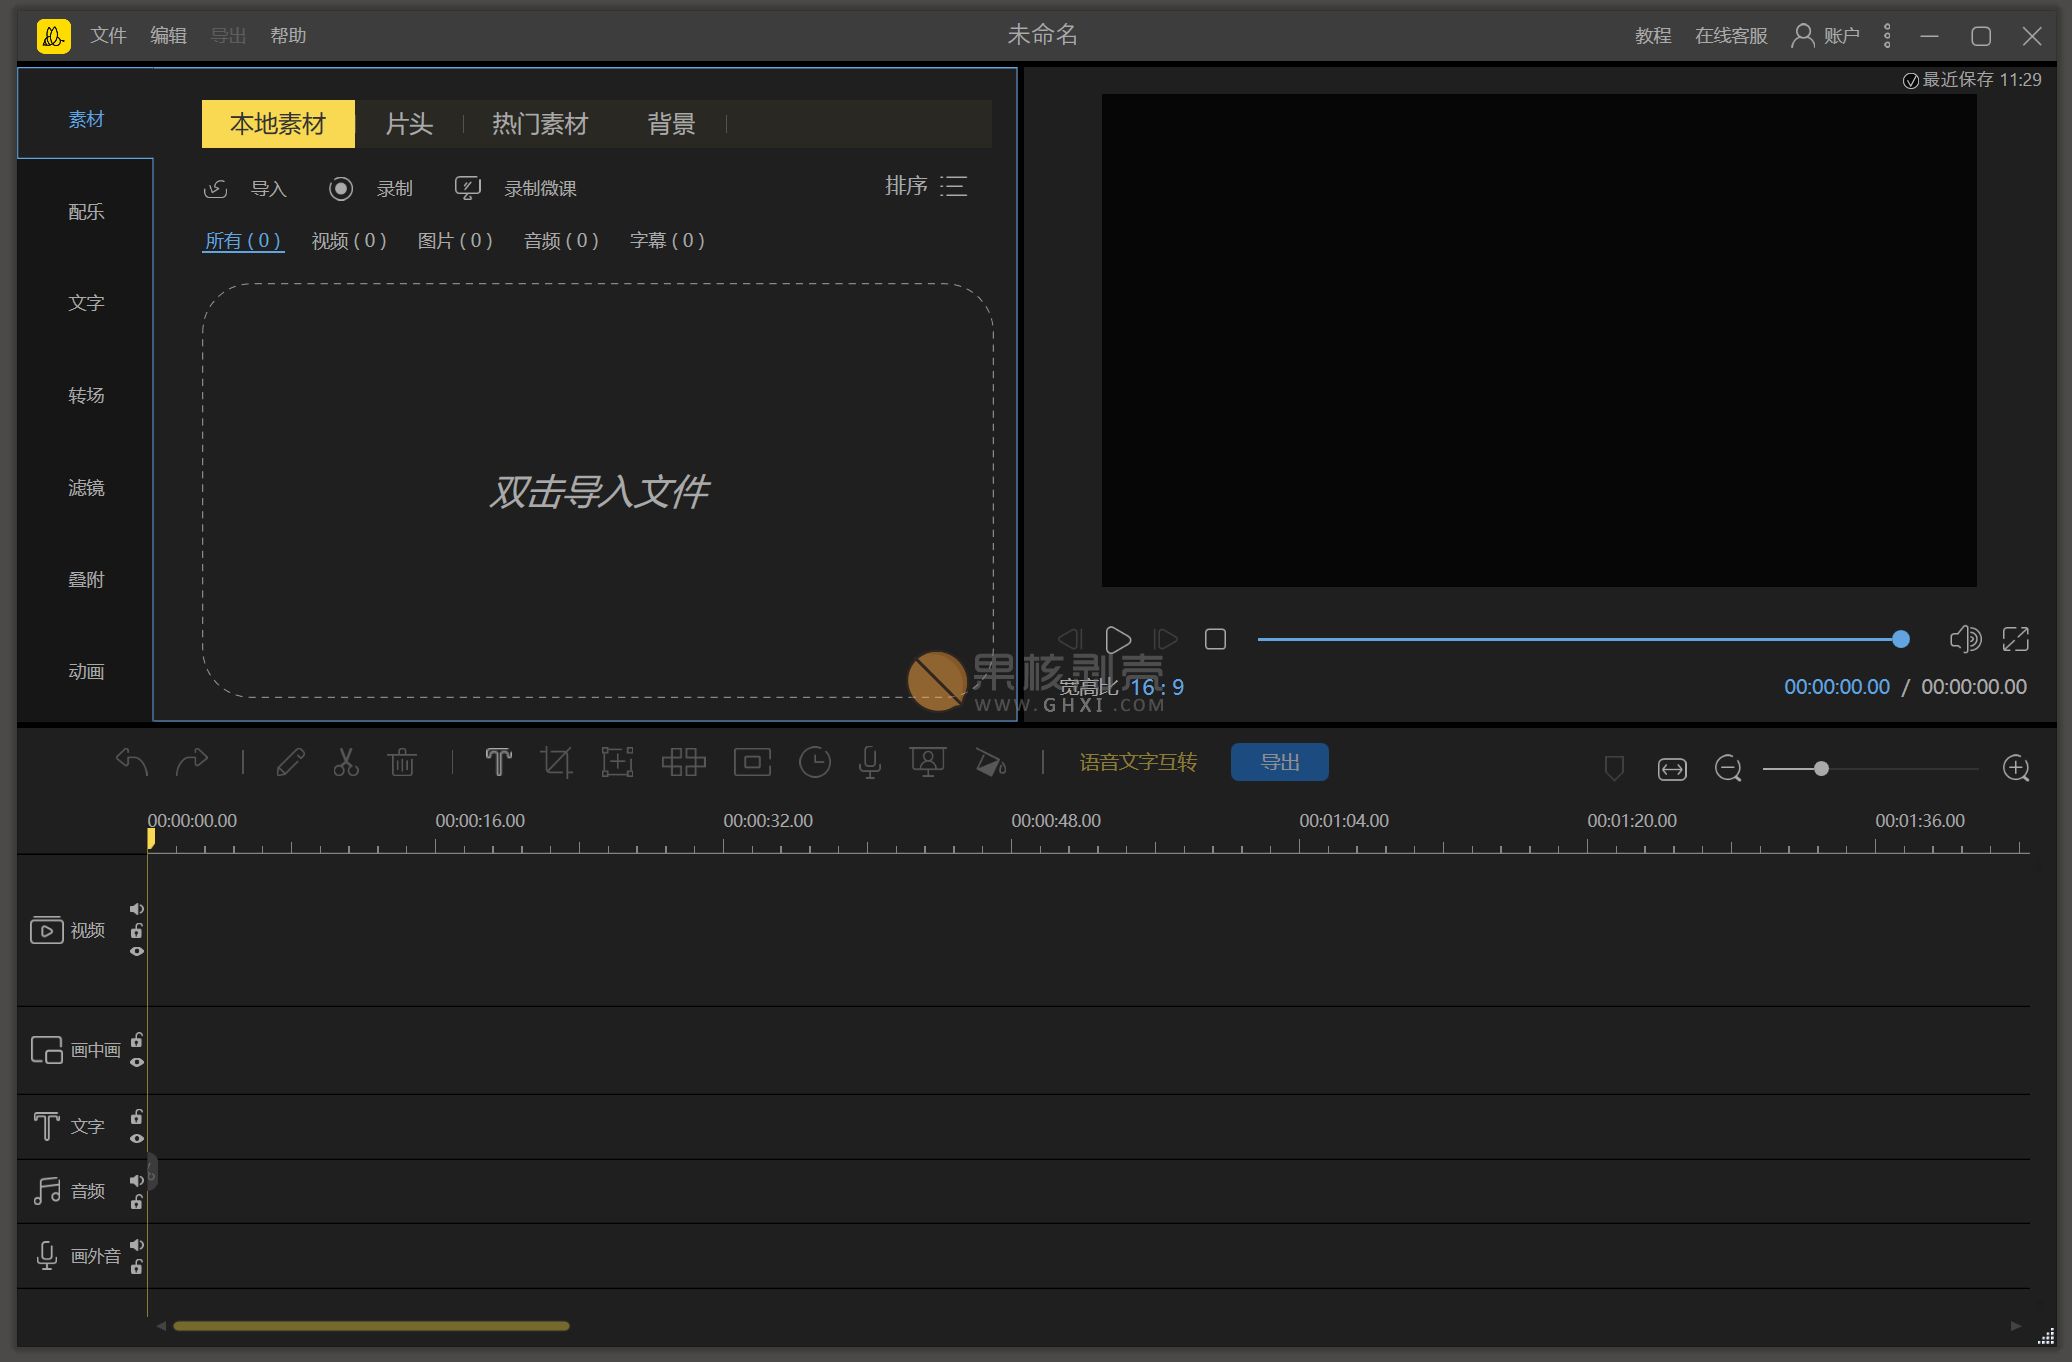 文件 编辑 导出 帮助 未命名 教程 在线客服 账户
最近保存 11:29
素材
配乐
文字
转场
滤镜
叠附
动画
本地素材 片头 热门素材 背景
导入 录制 录制微课 排序
所有 ( 0 ) 视频 ( 0 ) 图片 ( 0 ) 音频 ( 0 ) 字幕 ( 0 )
双击导入文件
果核剥壳
WWW.GHXI.COM
宽高比 16 : 9
00:00:00.00 / 00:00:00.00
语音文字互转 导出
00:00:00.00 00:00:16.00 00:00:32.00 00:00:48.00 00:01:04.00 00:01:20.00 00:01:36.00
视频
画中画
文字
音频
画外音